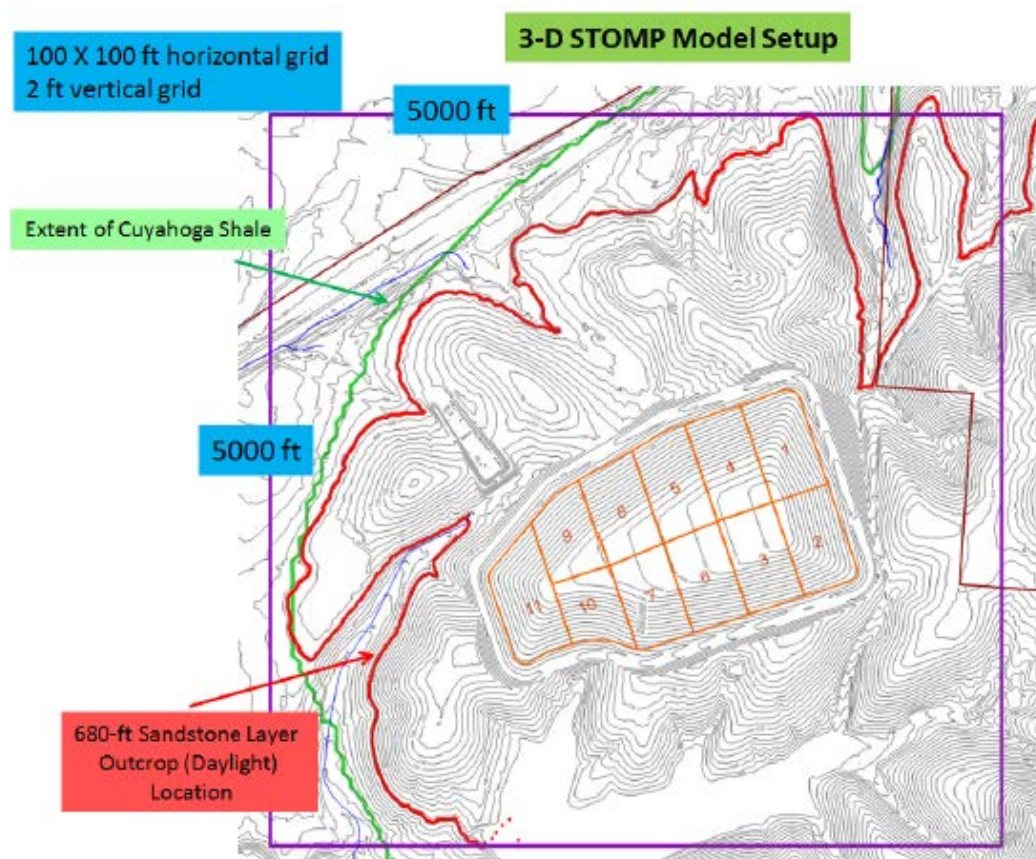 3-D STOMP Model Setup
100 X 100 ft horizontal grid
2 ft vertical grid
5000 ft
Extent of Cuyahoga Shale
5000 ft
1
4
5
8
9
2
3
6
7
10
11
680-ft Sandstone Layer
Outcrop (Daylight)
Location